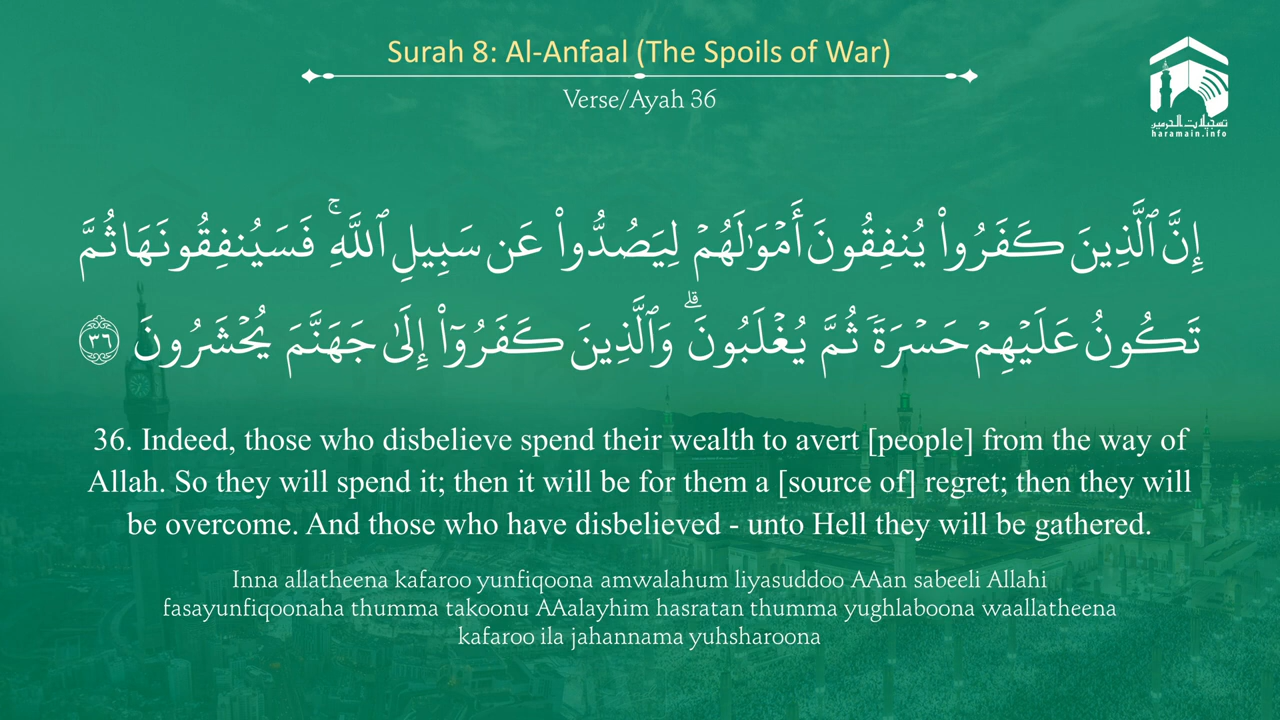 Surah 8: Al-Anfaal (The Spoils of War)
Verse/Ayah 36
تسجيلات الحرمين
haramain.info
إِنَّ ٱلَّذِينَ كَفَرُوا۟ يُنفِقُونَ أَمْوَٰلَهُمْ لِيَصُدُّوا۟ عَن سَبِيلِ ٱللَّهِ ۚ فَسَيُنفِقُونَهَا ثُمَّ
تَكُونُ عَلَيْهِمْ حَسْرَةً ثُمَّ يُغْلَبُونَ ۗ وَٱلَّذِينَ كَفَرُوٓا۟ إِلَىٰ جَهَنَّمَ يُحْشَرُونَ ٣٦
36. Indeed, those who disbelieve spend their wealth to avert [people] from the way of
Allah. So they will spend it; then it will be for them a [source of] regret; then they will
be overcome. And those who have disbelieved - unto Hell they will be gathered.
Inna allatheena kafaroo yunfiqoona amwalahum liyasuddoo AAan sabeeli Allahi
fasayunfiqoonaha thumma takoonu AAalayhim hasratan thumma yughlaboona waallatheena
kafaroo ila jahannama yuhsharoona